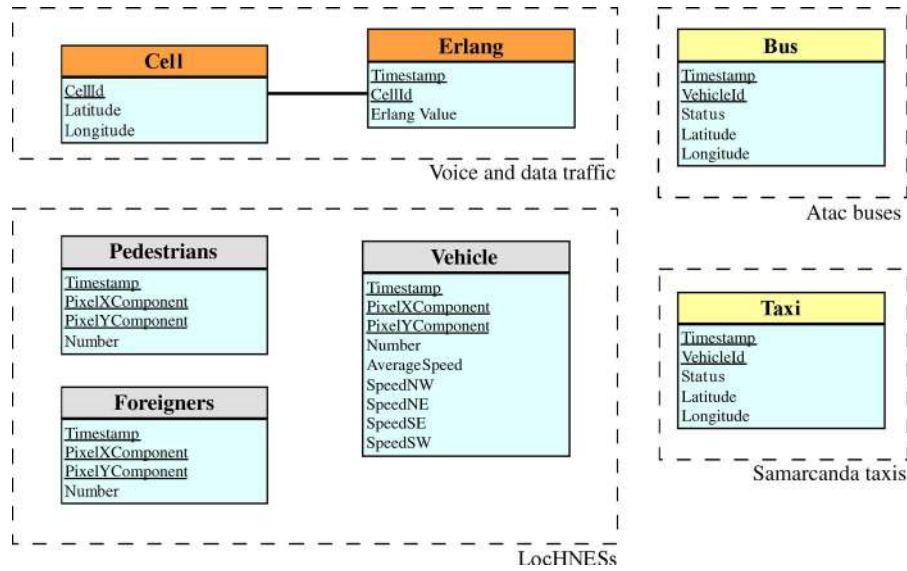 Cell
CellId
Latitude
Longitude
Erlang
Timestamp
CellId
Erlang Value
Voice and data traffic
Bus
Timestamp
VehicleId
Status
Latitude
Longitude
Atac buses
Pedestrians
Timestamp
PixelXComponent
PixelYComponent
Number
Foreigners
Timestamp
PixelXComponent
PixelYComponent
Number
Vehicle
Timestamp
PixelXComponent
PixelYComponent
Number
AverageSpeed
SpeedNW
SpeedNE
SpeedSE
SpeedSW
LocHNESs
Taxi
Timestamp
VehicleId
Status
Latitude
Longitude
Samarcanda taxis